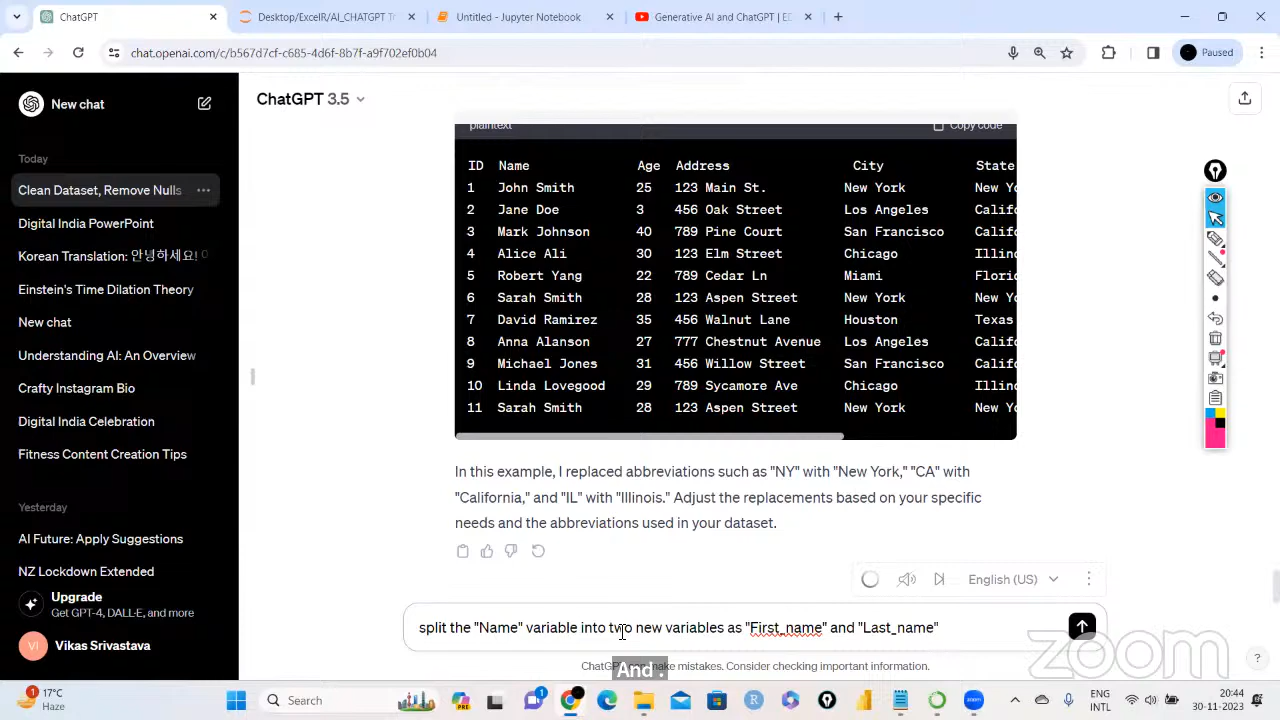 ChatGPT
Desktop/ExcelR/AI_CHATGPT Tr
Untitled - Jupyter Notebook
Generative AI and ChatGPT | ED
chat.openai.com/c/b567d7cf-c685-4d6f-8b7f-a9f702ef0b04
Paused
New chat
Today
Clean Dataset, Remove Nulls
Digital India PowerPoint
Korean Translation: 안녕하세요!
Einstein's Time Dilation Theory
New chat
Understanding AI: An Overview
Crafty Instagram Bio
Digital India Celebration
Fitness Content Creation Tips
Yesterday
AI Future: Apply Suggestions
NZ Lockdown Extended
Upgrade
Get GPT-4, DALL·E, and more
VI Vikas Srivastava
ChatGPT 3.5
plaintext Copy code
ID Name Age Address City State
1 John Smith 25 123 Main St. New York New Yo
2 Jane Doe 3 456 Oak Street Los Angeles Califo
3 Mark Johnson 40 789 Pine Court San Francisco Califo
4 Alice Ali 30 123 Elm Street Chicago Illino
5 Robert Yang 22 789 Cedar Ln Miami Florid
6 Sarah Smith 28 123 Aspen Street New York New Yo
7 David Ramirez 35 456 Walnut Lane Houston Texas
8 Anna Alanson 27 777 Chestnut Avenue Los Angeles Califo
9 Michael Jones 31 456 Willow Street San Francisco Califo
10 Linda Lovegood 29 789 Sycamore Ave Chicago Illino
11 Sarah Smith 28 123 Aspen Street New York New Yo
In this example, I replaced abbreviations such as "NY" with "New York," "CA" with
"California," and "IL" with "Illinois." Adjust the replacements based on your specific
needs and the abbreviations used in your dataset.
English (US)
split the "Name" variable into two new variables as "First_name" and "Last_name"
ChatGPT can make mistakes. Consider checking important information.
And .
zoom
?
1
17°C
Haze
Search
PRE
1
ENG
INTL
20:44
30-11-2023